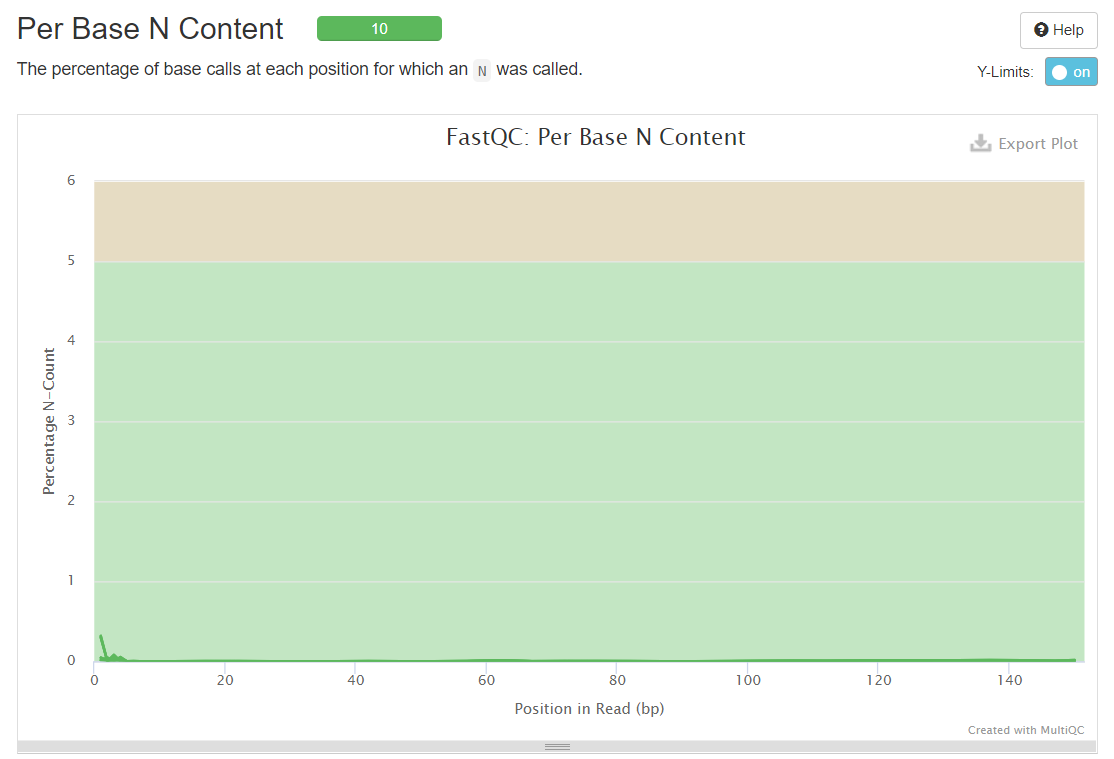 Per Base N Content 10 Help
The percentage of base calls at each position for which an N was called. Y-Limits: on
FastQC: Per Base N Content
Export Plot
6
5
4
3
2
1
0
Percentage N-Count
0 20 40 60 80 100 120 140
Position in Read (bp)
Created with MultiQC